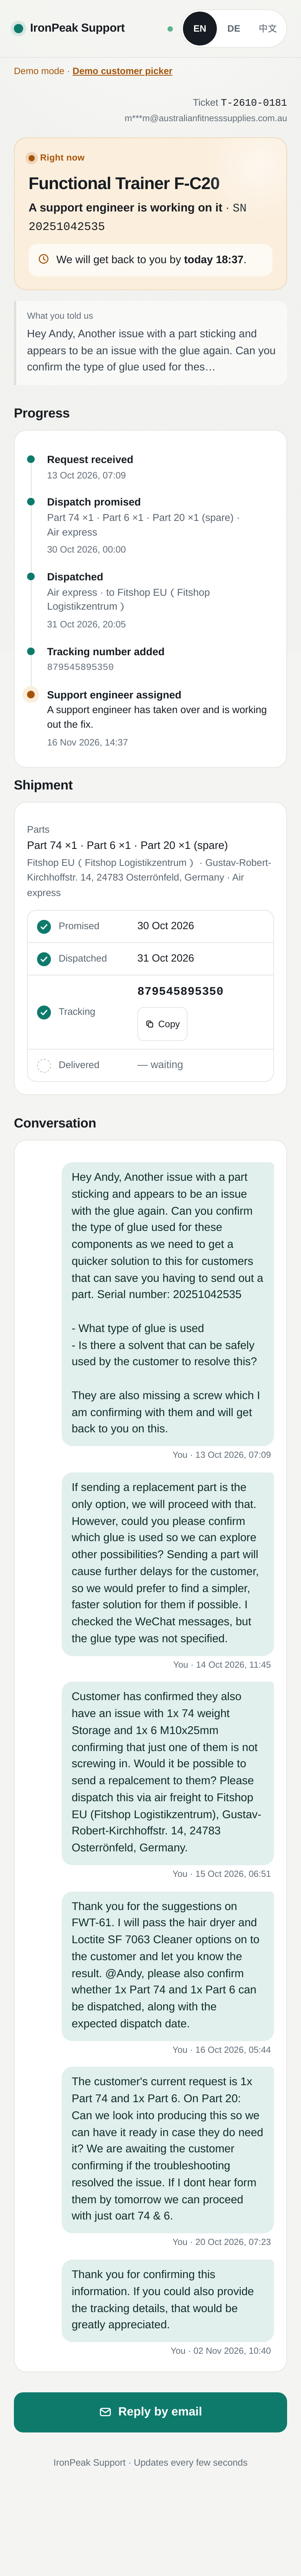 IronPeak Support
EN
DE
中文
Demo mode · Demo customer picker
Ticket T-2610-0181
m***m@australianfitnesssupplies.com.au
Right now
Functional Trainer F-C20
A support engineer is working on it · SN
20251042535
We will get back to you by today 18:37.
What you told us
Hey Andy, Another issue with a part sticking and
appears to be an issue with the glue again. Can you
confirm the type of glue used for thes…
Progress
Request received
13 Oct 2026, 07:09
Dispatch promised
Part 74 ×1 · Part 6 ×1 · Part 20 ×1 (spare) ·
Air express
30 Oct 2026, 00:00
Dispatched
Air express · to Fitshop EU ( Fitshop
Logistikzentrum )
31 Oct 2026, 20:05
Tracking number added
879545895350
Support engineer assigned
A support engineer has taken over and is working
out the fix.
16 Nov 2026, 14:37
Shipment
Parts
Part 74 ×1 · Part 6 ×1 · Part 20 ×1 (spare)
Fitshop EU ( Fitshop Logistikzentrum ) · Gustav-Robert-
Kirchhoffstr. 14, 24783 Osterrönfeld, Germany · Air
express
Promised
30 Oct 2026
Dispatched
31 Oct 2026
Tracking
879545895350
Copy
Delivered
— waiting
Conversation
Hey Andy, Another issue with a part
sticking and appears to be an issue
with the glue again. Can you confirm
the type of glue used for these
components as we need to get a
quicker solution to this for customers
that can save you having to send out a
part. Serial number: 20251042535
- What type of glue is used
- Is there a solvent that can be safely
used by the customer to resolve this?
They are also missing a screw which I
am confirming with them and will get
back to you on this.
You · 13 Oct 2026, 07:09
If sending a replacement part is the
only option, we will proceed with that.
However, could you please confirm
which glue is used so we can explore
other possibilities? Sending a part will
cause further delays for the customer,
so we would prefer to find a simpler,
faster solution for them if possible. I
checked the WeChat messages, but
the glue type was not specified.
You · 14 Oct 2026, 11:45
Customer has confirmed they also
have an issue with 1x 74 weight
Storage and 1x 6 M10x25mm
confirming that just one of them is not
screwing in. Would it be possible to
send a repalcement to them? Please
dispatch this via air freight to Fitshop
EU (Fitshop Logistikzentrum), Gustav-
Robert-Kirchhoffstr. 14, 24783
Osterrönfeld, Germany.
You · 15 Oct 2026, 06:51
Thank you for the suggestions on
FWT-61. I will pass the hair dryer and
Loctite SF 7063 Cleaner options on to
the customer and let you know the
result. @Andy, please also confirm
whether 1x Part 74 and 1x Part 6 can
be dispatched, along with the
expected dispatch date.
You · 16 Oct 2026, 05:44
The customer's current request is 1x
Part 74 and 1x Part 6. On Part 20:
Can we look into producing this so we
can have it ready in case they do need
it? We are awaiting the customer
confirming if the troubleshooting
resolved the issue. If I dont hear form
them by tomorrow we can proceed
with just oart 74 & 6.
You · 20 Oct 2026, 07:23
Thank you for confirming this
information. If you could also provide
the tracking details, that would be
greatly appreciated.
You · 02 Nov 2026, 10:40
Reply by email
IronPeak Support · Updates every few seconds